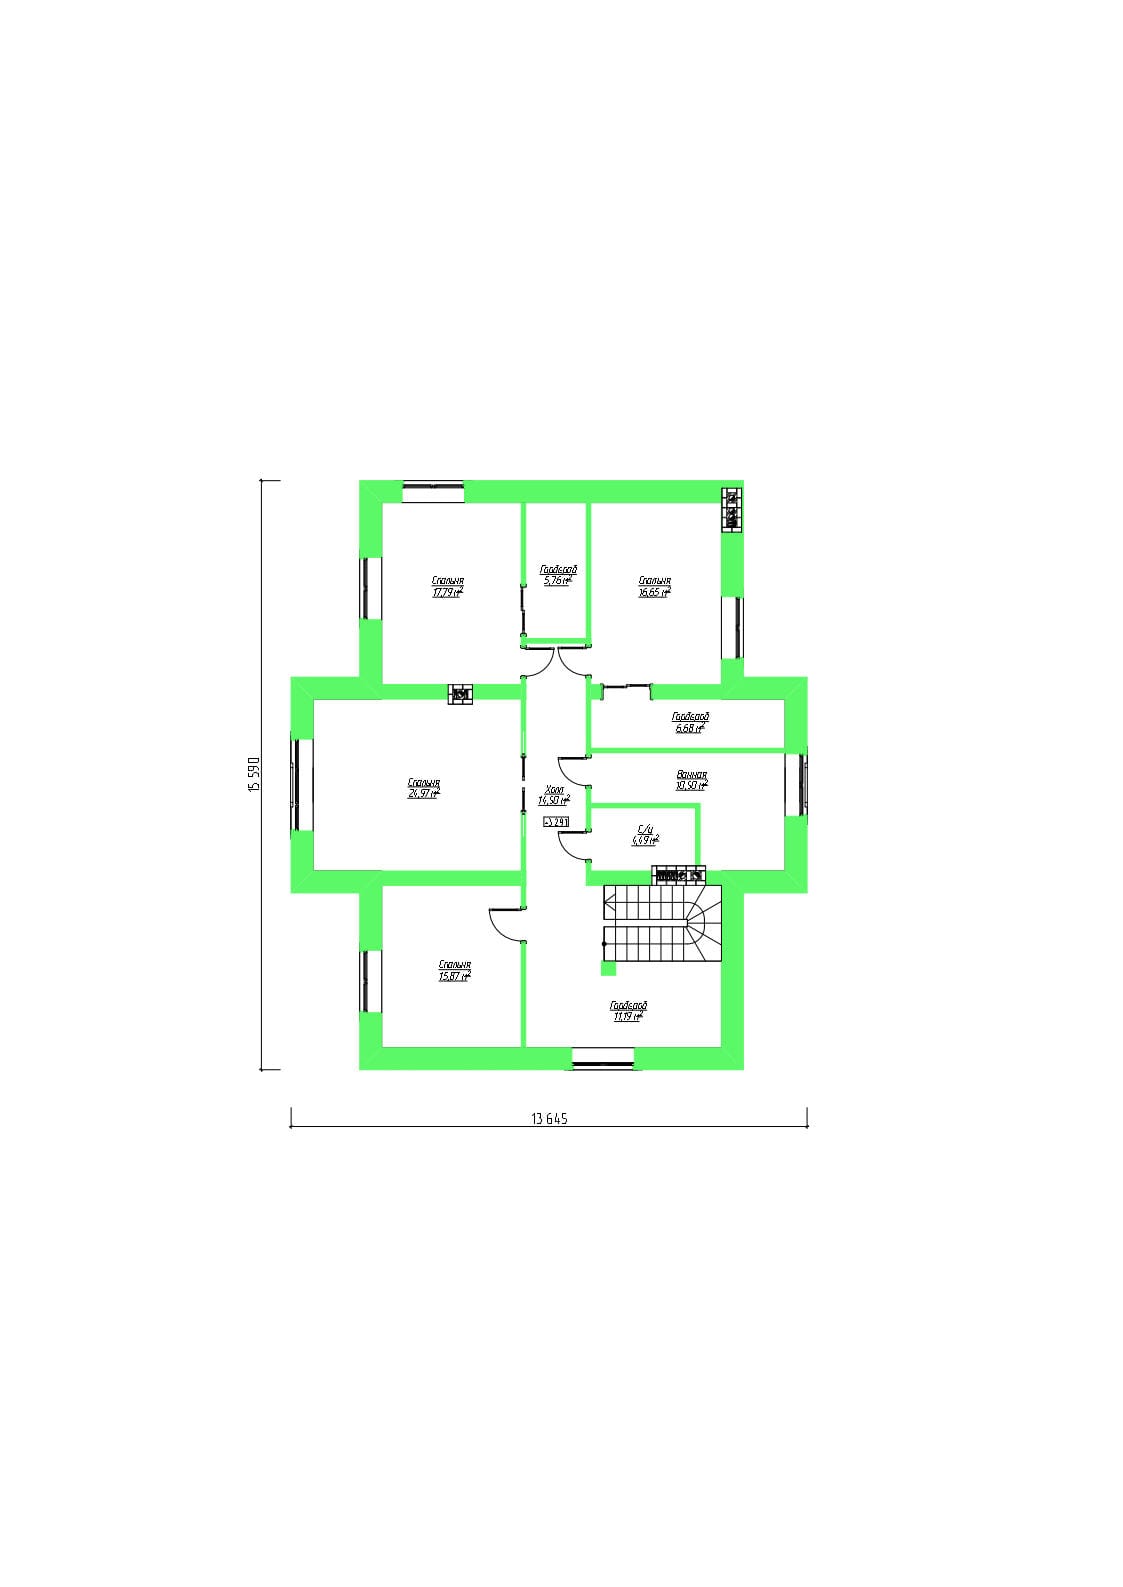 Гардероб
5,76 м²
Спальня
17,79 м²
Спальня
16,65 м²
Гардероб
6,68 м²
Спальня
24,97 м²
Холл
14,50 м²
+3.291
Ванная
10,50 м²
С/у
4,49 м²
15 590
Спальня
15,87 м²
Гардероб
11,19 м²
13 645